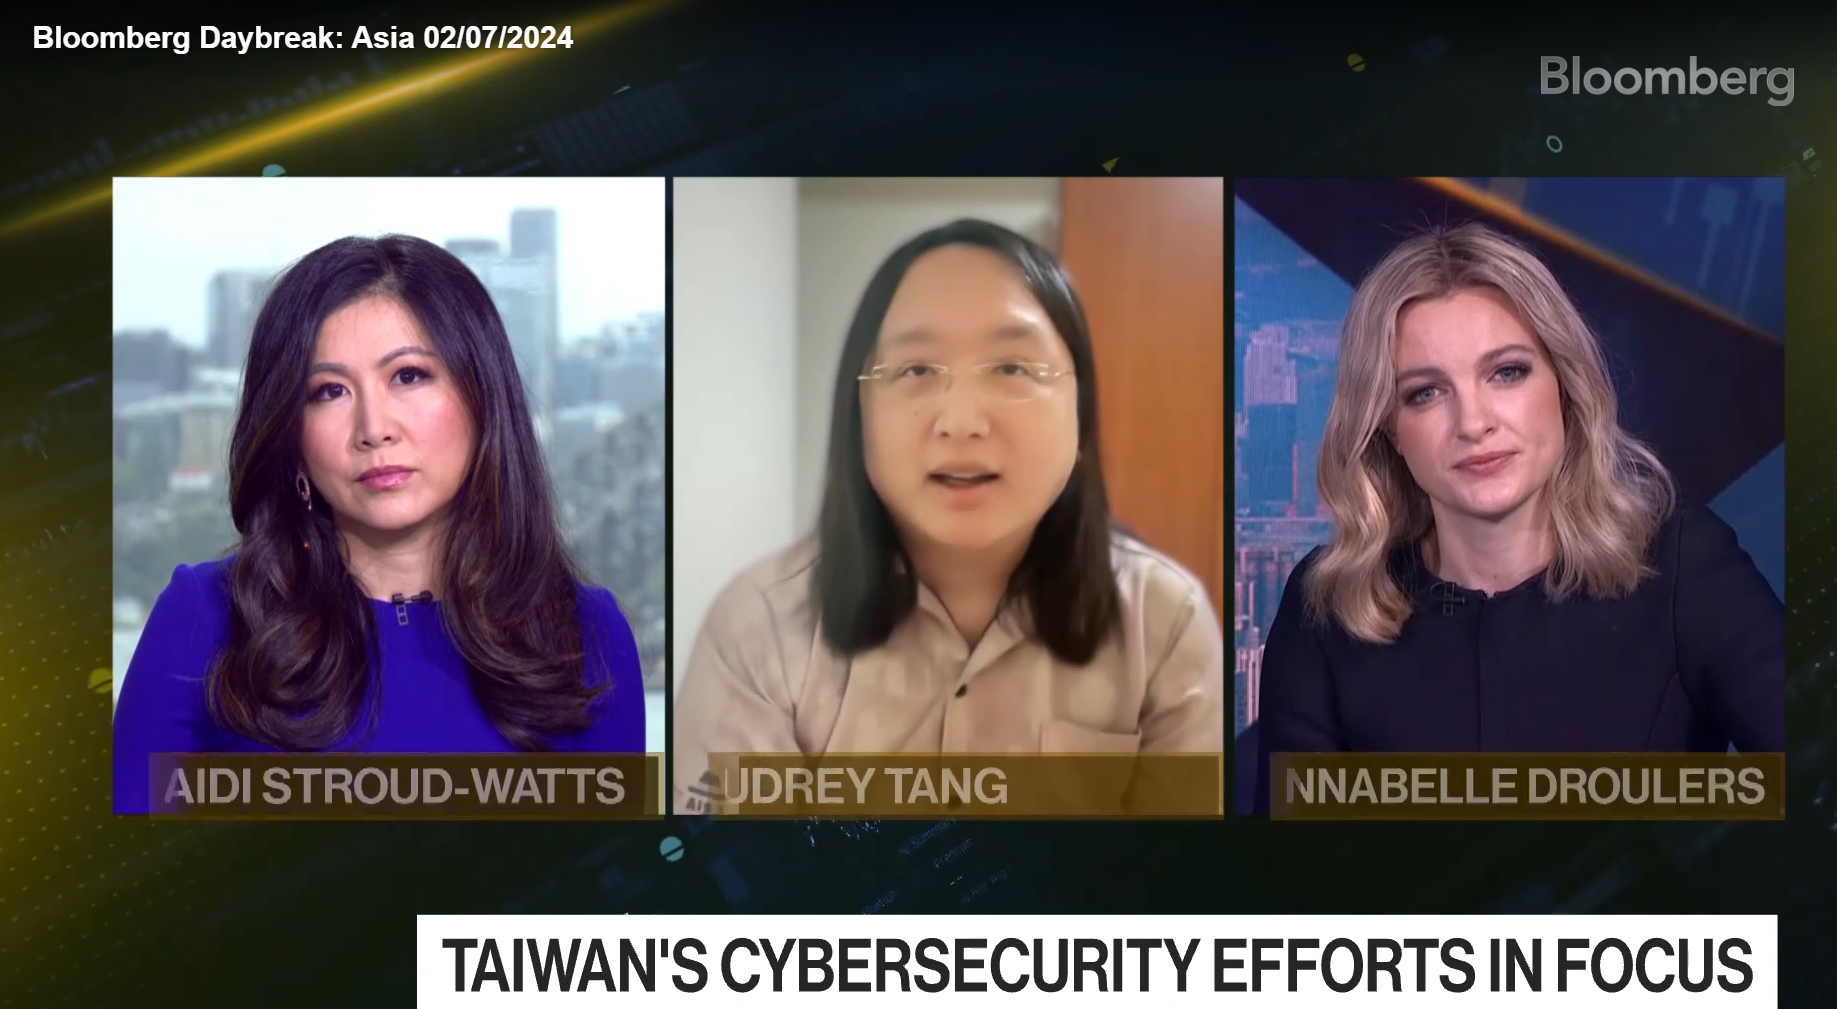 Bloomberg Daybreak: Asia 02/07/2024
Bloomberg
AIDI STROUD-WATTS
UDREY TANG
NNABELLE DROULERS
TAIWAN'S CYBERSECURITY EFFORTS IN FOCUS